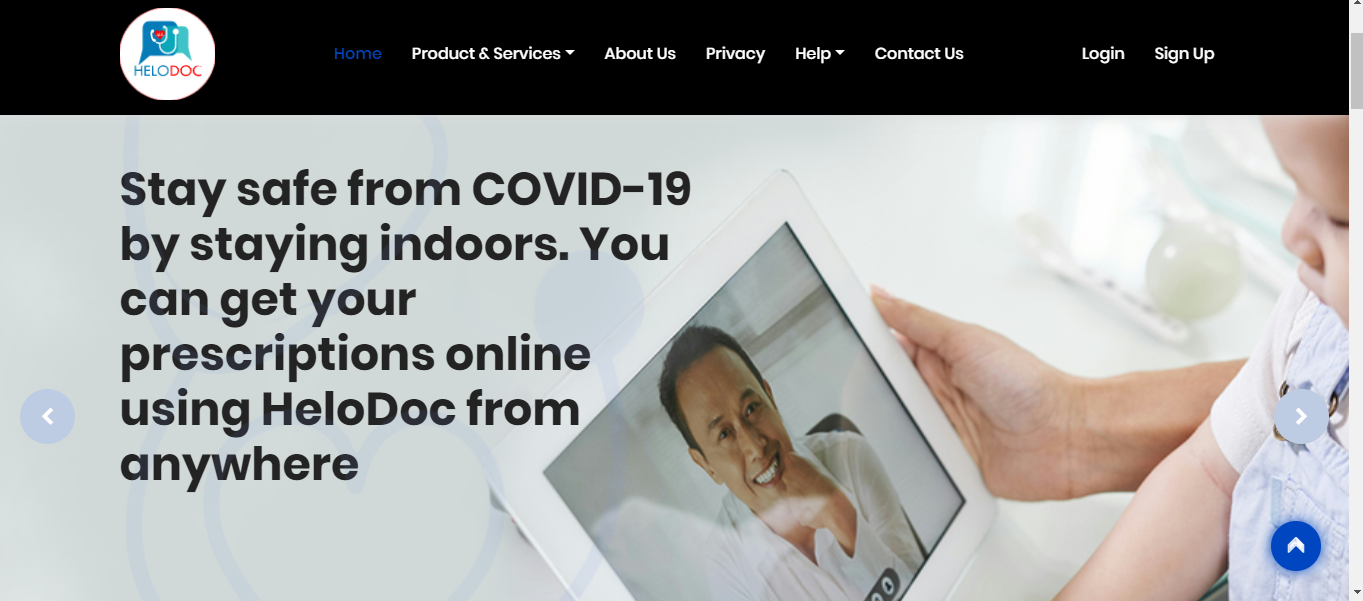 HELODOC
Home Product & Services About Us Privacy Help Contact Us Login Sign Up
Stay safe from COVID-19
by staying indoors. You
can get your
prescriptions online
using HeloDoc from
anywhere